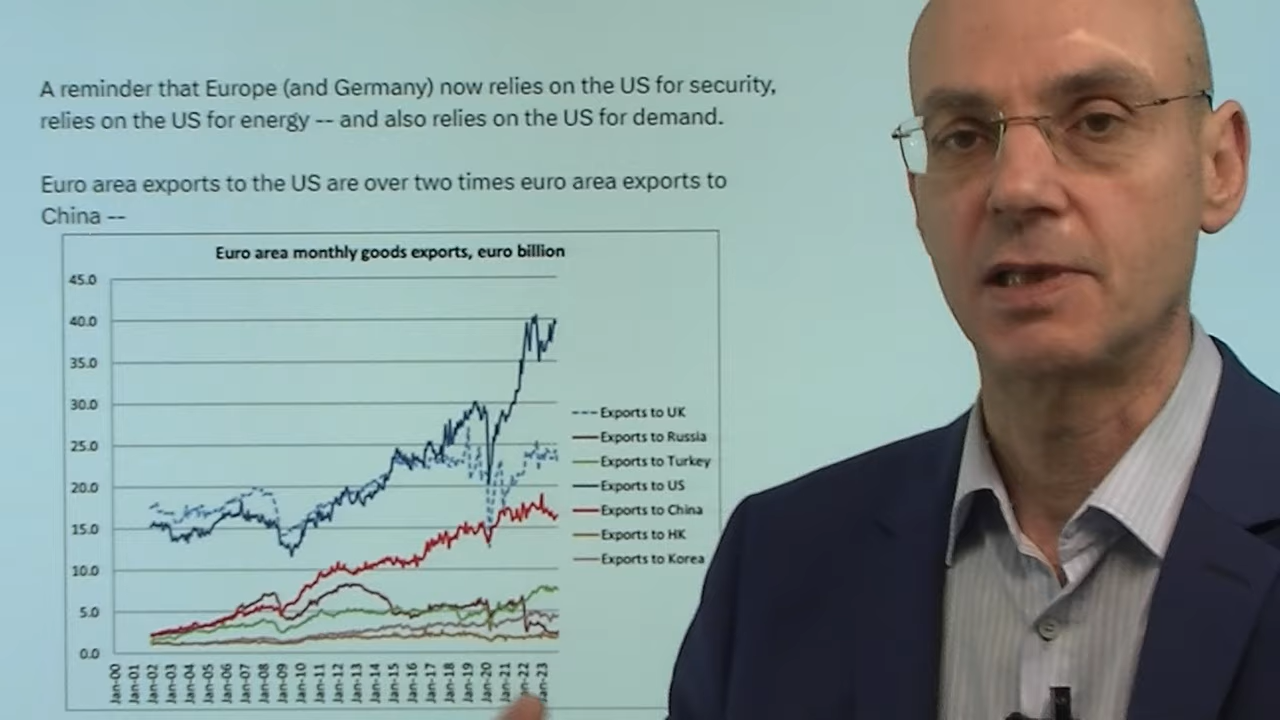 A reminder that Europe (and Germany) now relies on the US for security,
relies on the US for energy -- and also relies on the US for demand.
Euro area exports to the US are over two times euro area exports to
China --
Euro area monthly goods exports, euro billion
45.0
40.0
35.0
30.0
25.0
20.0
15.0
10.0
5.0
0.0
Exports to UK
Exports to Russia
Exports to Turkey
Exports to US
Exports to China
Exports to HK
Exports to Korea
Jan-00
Jan-01
Jan-02
Jan-03
Jan-04
Jan-05
Jan-06
Jan-07
Jan-08
Jan-09
Jan-10
Jan-11
Jan-12
Jan-13
Jan-14
Jan-15
Jan-16
Jan-17
Jan-18
Jan-19
Jan-20
Jan-21
Jan-22
Jan-23